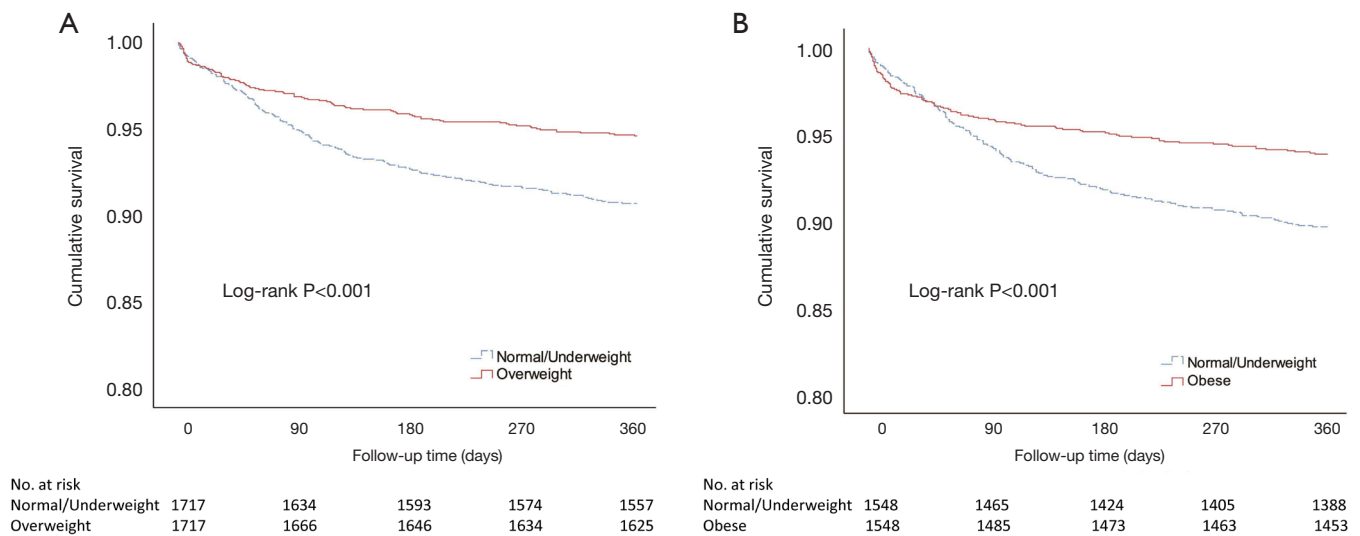 A
1.00
0.95
0.90
0.85
0.80
Cumulative survival
Log-rank P<0.001
Normal/Underweight
Overweight
0 90 180 270 360
Follow-up time (days)
No. at risk
Normal/Underweight 1717 1634 1593 1574 1557
Overweight 1717 1666 1646 1634 1625
B
1.00
0.95
0.90
0.85
0.80
Cumulative survival
Log-rank P<0.001
Normal/Underweight
Obese
0 90 180 270 360
Follow-up time (days)
No. at risk
Normal/Underweight 1548 1465 1424 1405 1388
Obese 1548 1485 1473 1463 1453